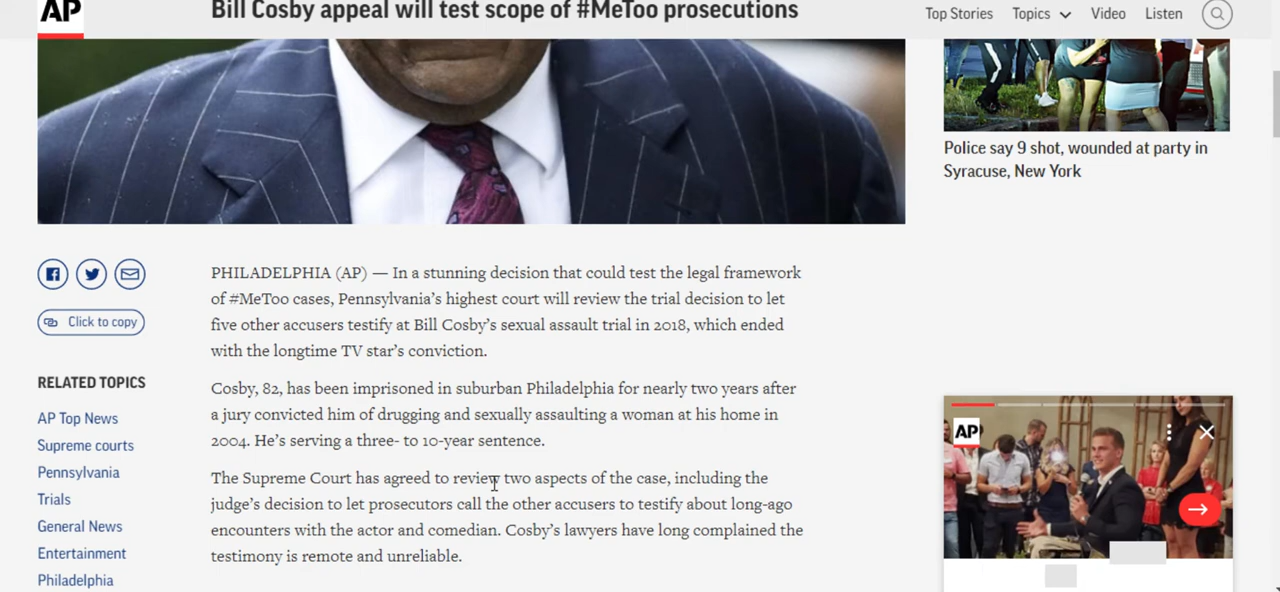 AP
Bill Cosby appeal will test scope of #MeToo prosecutions
Top Stories Topics Video Listen
Police say 9 shot, wounded at party in
Syracuse, New York
Click to copy
RELATED TOPICS
AP Top News
Supreme courts
Pennsylvania
Trials
General News
Entertainment
Philadelphia
PHILADELPHIA (AP) — In a stunning decision that could test the legal framework
of #MeToo cases, Pennsylvania’s highest court will review the trial decision to let
five other accusers testify at Bill Cosby’s sexual assault trial in 2018, which ended
with the longtime TV star’s conviction.
Cosby, 82, has been imprisoned in suburban Philadelphia for nearly two years after
a jury convicted him of drugging and sexually assaulting a woman at his home in
2004. He’s serving a three- to 10-year sentence.
The Supreme Court has agreed to review two aspects of the case, including the
judge’s decision to let prosecutors call the other accusers to testify about long-ago
encounters with the actor and comedian. Cosby’s lawyers have long complained the
testimony is remote and unreliable.
AP